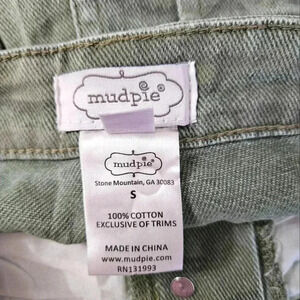 mudpie®
mudpie®
Stone Mountain, GA 30083
S
100% COTTON
EXCLUSIVE OF TRIMS
MADE IN CHINA
www.mudpie.com
RN131993